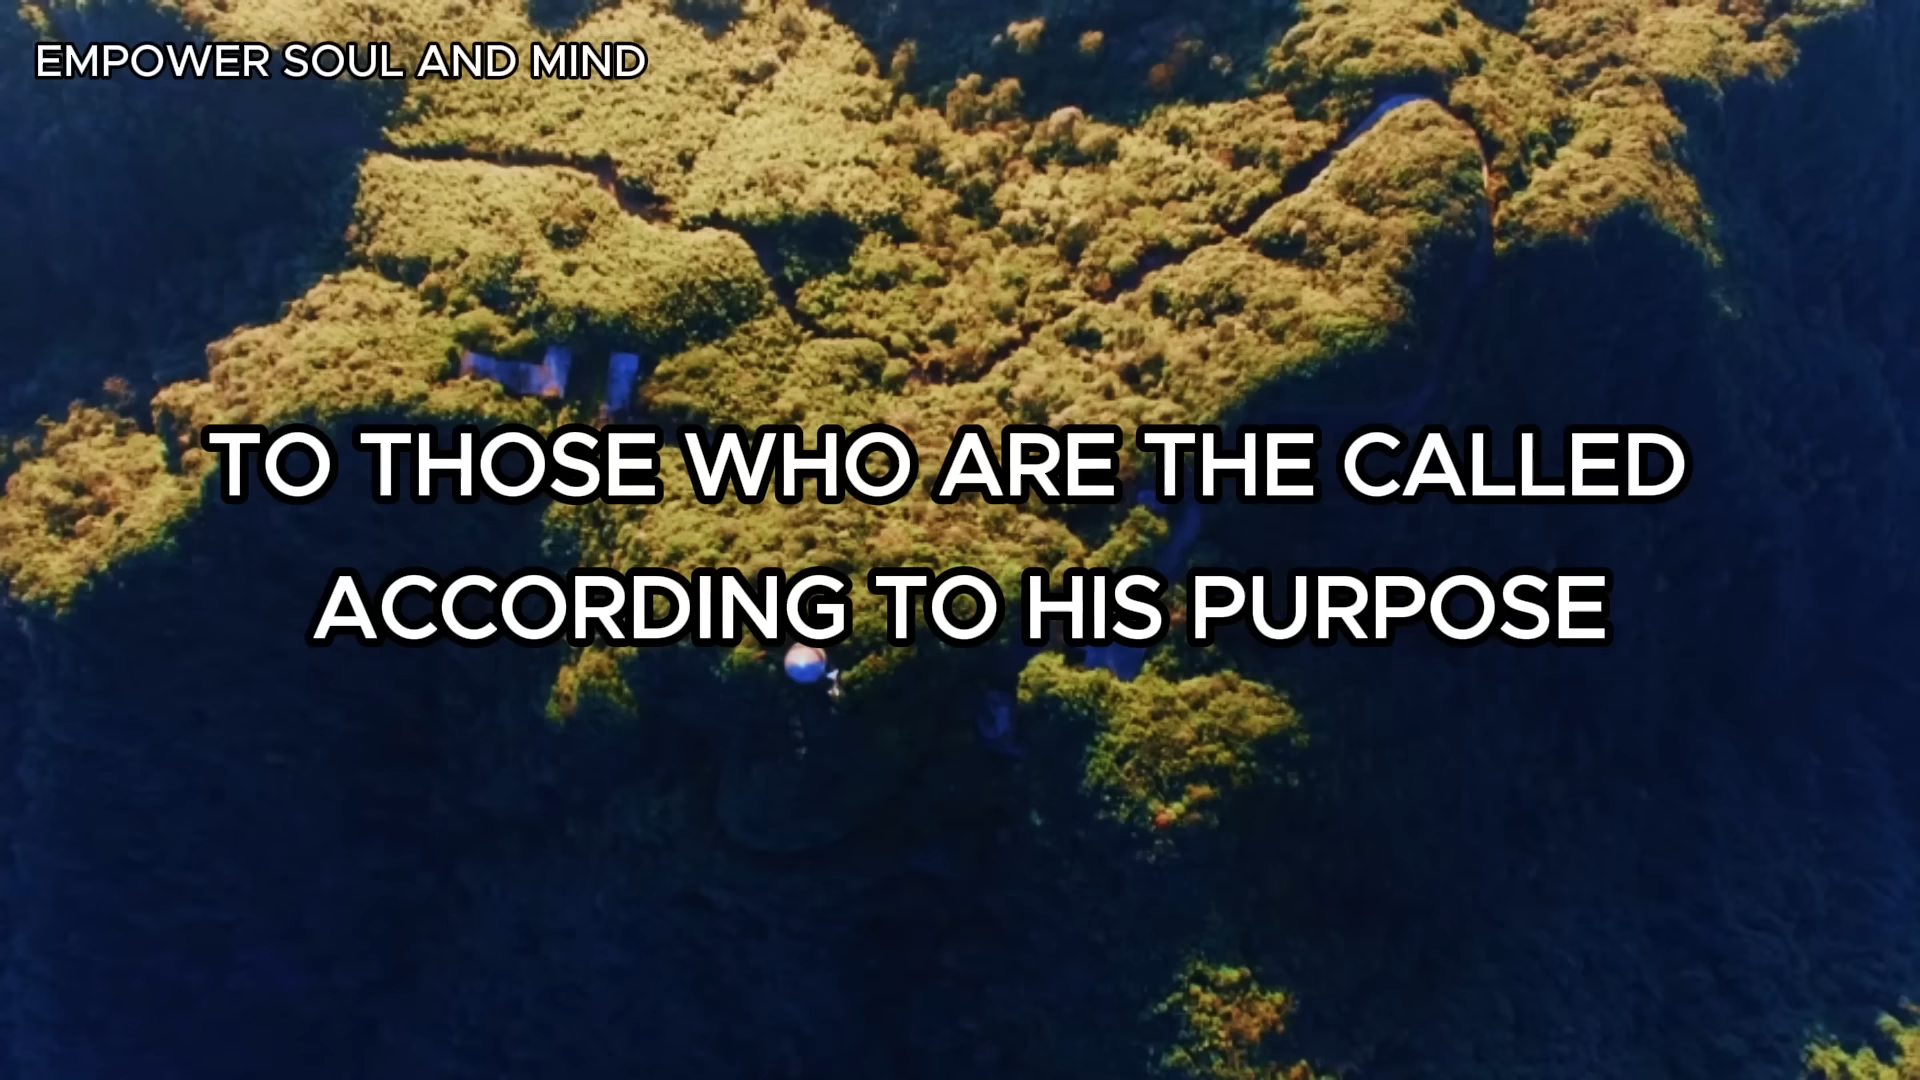 EMPOWER SOUL AND MIND
TO THOSE WHO ARE THE CALLED
ACCORDING TO HIS PURPOSE